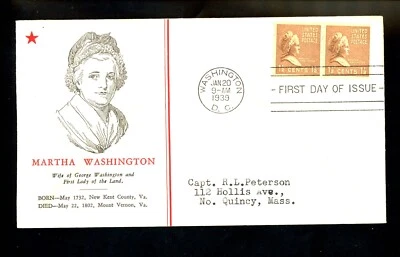 MARTHA WASHINGTON
Wife of George Washington and
First Lady of the Land.
BORN—May 1732, New Kent County, Va.
DIED—May 22, 1802, Mount Vernon, Va.
WASHINGTON
JAN 20
9-AM
1939
D. C.
UNITED STATES
POSTAGE
1½ CENTS 1½
UNITED STATES
POSTAGE
1½ CENTS 1½
FIRST DAY OF ISSUE
Capt. R.L.Peterson
112 Hollis ave.,
No. Quincy, Mass.